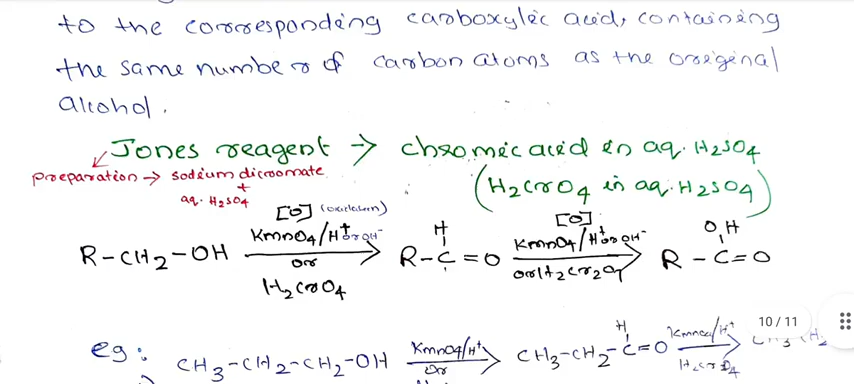 to the corresponding carboxylic acid, containing
the same number of carbon atoms as the original
alcohol.
Jones reagent → chromic acid in aq. H2SO4
preparation → sodium dicromate
+
aq. H2SO4
(H2CrO4 in aq. H2SO4)
[O] (oxidation)
[O]
O,H
R-CH2-OH KMnO4/H+ or OH- or H2CrO4 → R-C=O KMnO4/H+ or OH- → R-C=O
H
10 / 11
eg:
CH3-CH2-CH2-OH KMnO4/H+ or → CH3-CH2-C=O KMnO4/H+ H2CrO4 →
H